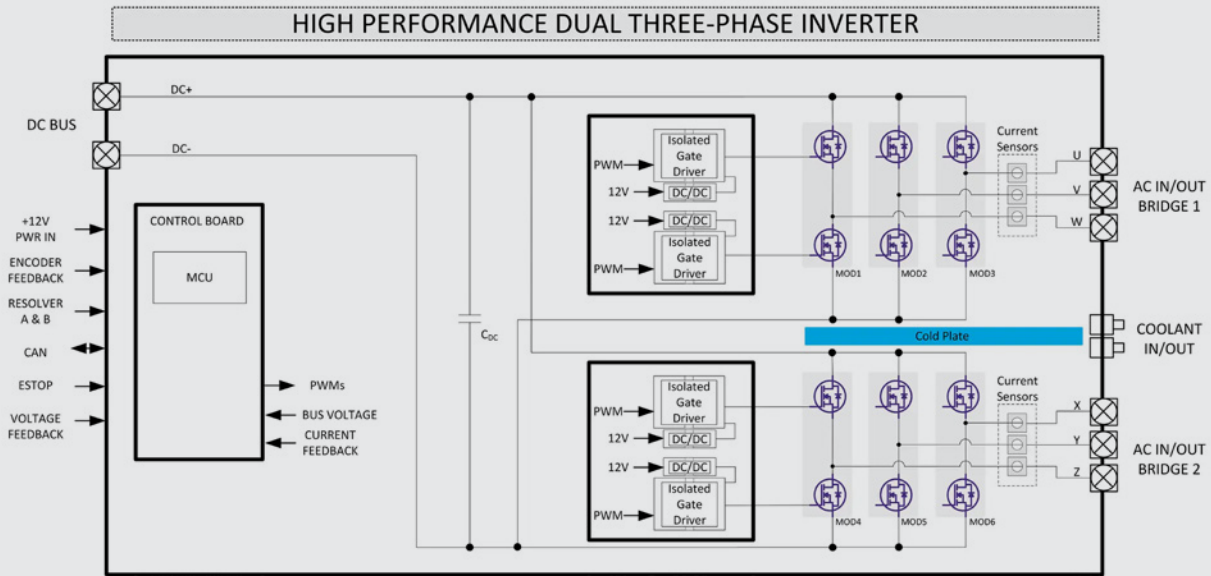 HIGH PERFORMANCE DUAL THREE-PHASE INVERTER
DC BUS
DC+
DC-
+12V
PWR IN
ENCODER
FEEDBACK
RESOLVER
A & B
CAN
ESTOP
VOLTAGE
FEEDBACK
CONTROL BOARD
MCU
PWMs
BUS VOLTAGE
CURRENT
FEEDBACK
CDC
PWM
Isolated
Gate
Driver
12V
DC/DC
12V
DC/DC
PWM
Isolated
Gate
Driver
MOD1
MOD2
MOD3
Current
Sensors
U
V
W
AC IN/OUT
BRIDGE 1
Cold Plate
COOLANT
IN/OUT
PWM
Isolated
Gate
Driver
12V
DC/DC
12V
DC/DC
PWM
Isolated
Gate
Driver
MOD4
MOD5
MOD6
Current
Sensors
X
Y
Z
AC IN/OUT
BRIDGE 2